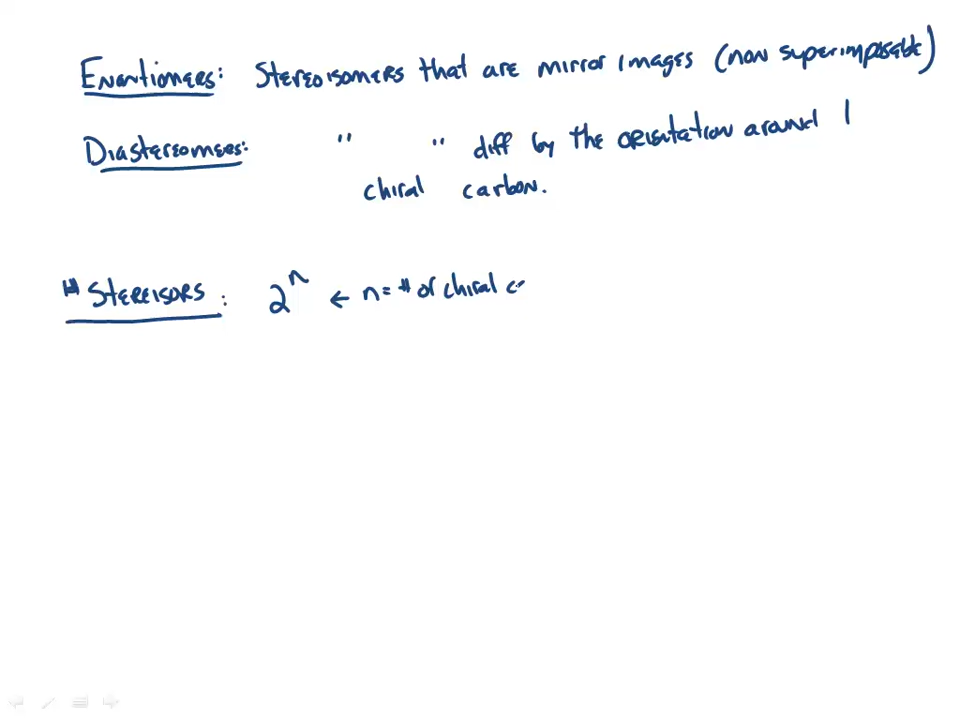 Enantiomers: Stereoisomers that are mirror images (non superimposable)
Diastereomers: " " diff by the orientation around 1
chiral carbon.
# Stereisors : 2^n ← n = # of chiral c